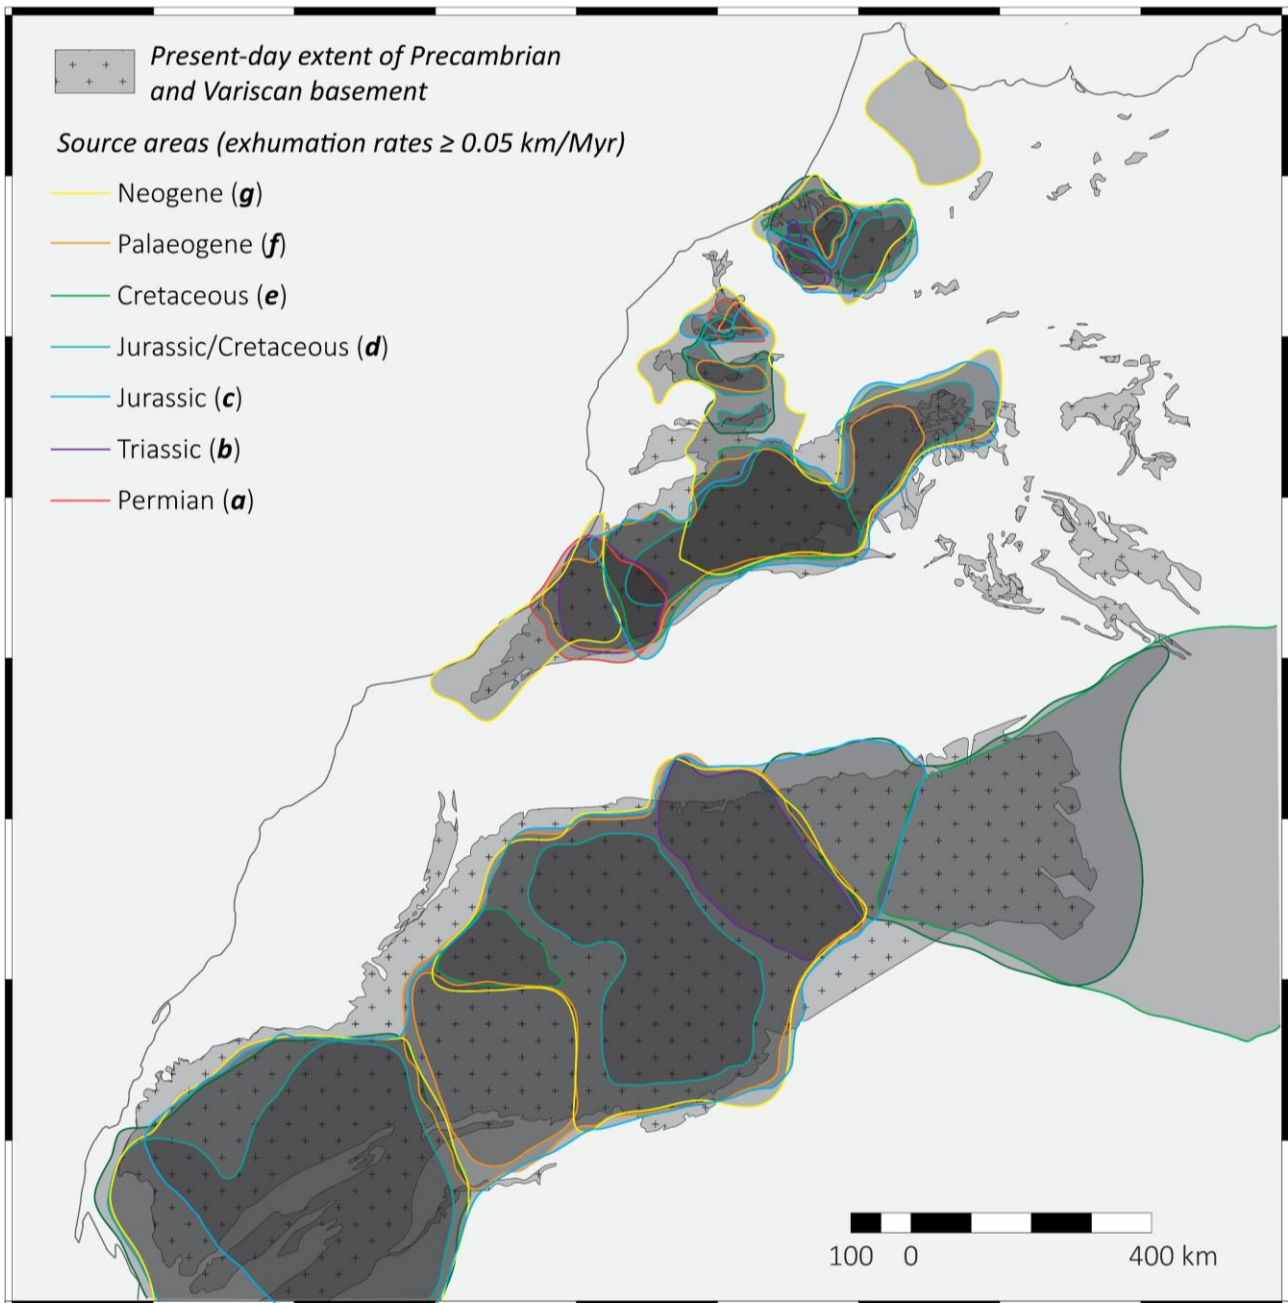 Present-day extent of Precambrian
and Variscan basement
Source areas (exhumation rates ≥ 0.05 km/Myr)
Neogene (g)
Palaeogene (f)
Cretaceous (e)
Jurassic/Cretaceous (d)
Jurassic (c)
Triassic (b)
Permian (a)
100 0 400 km